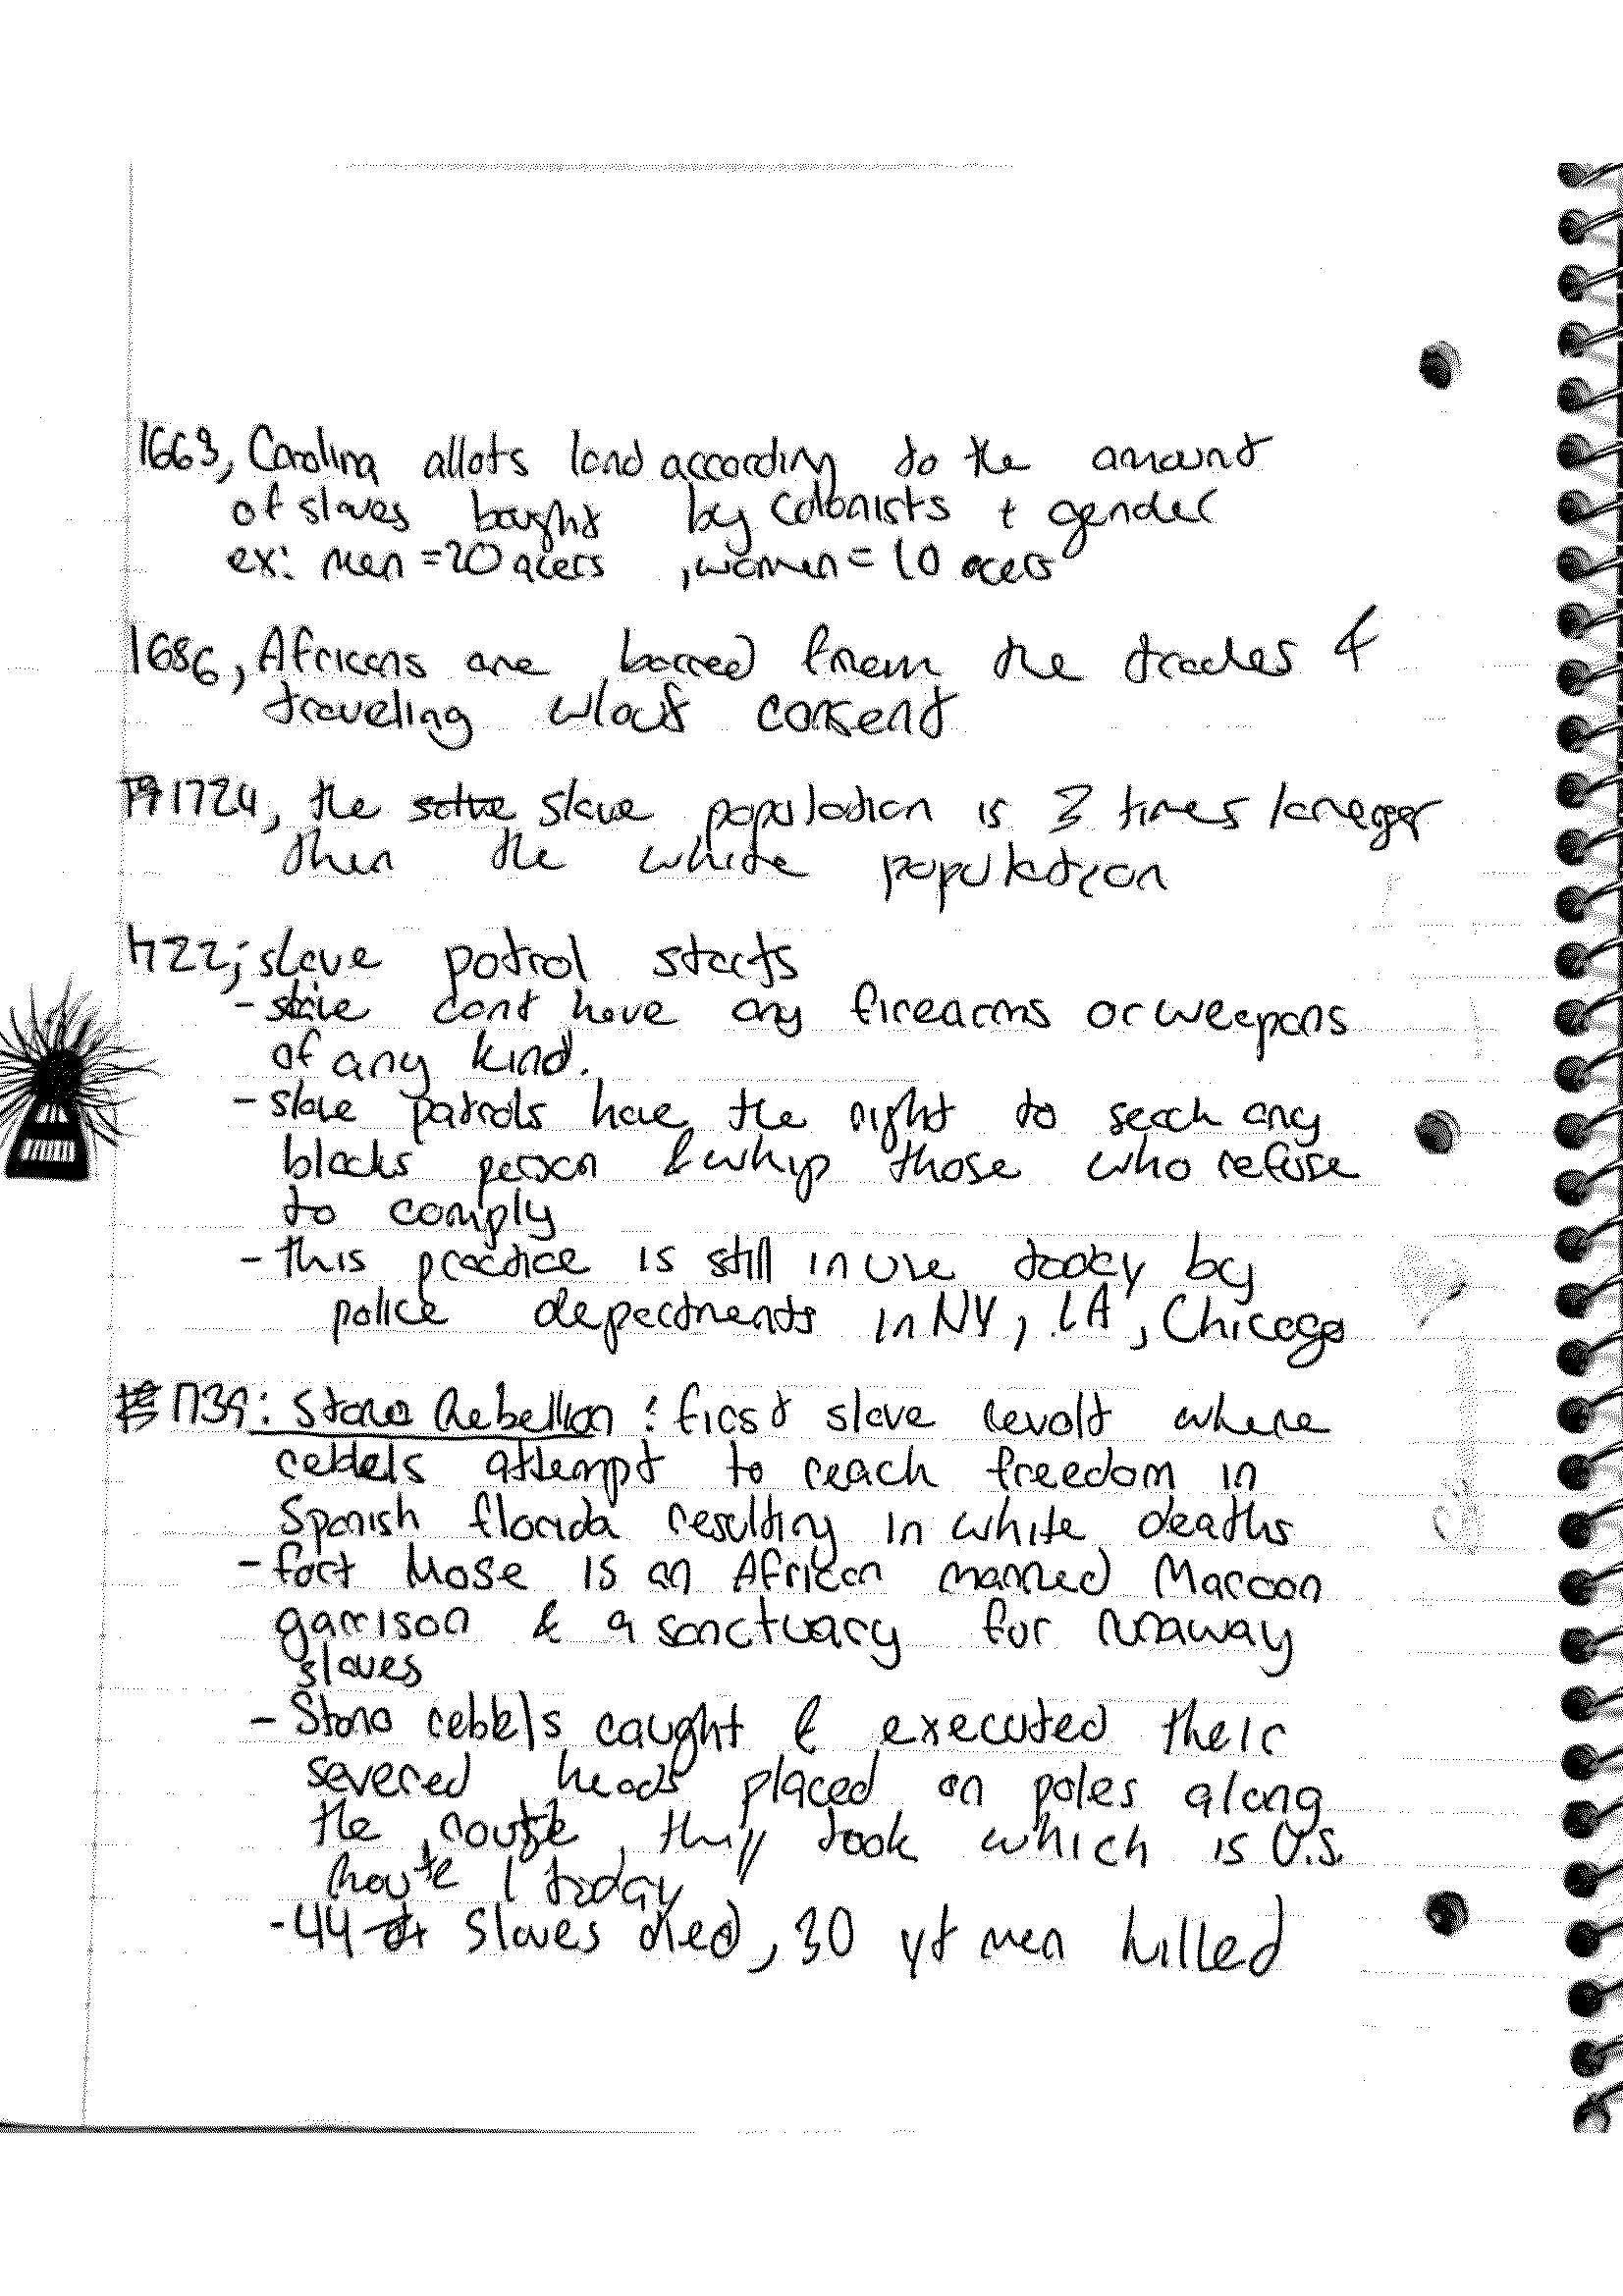 1663, Carolina allots land according to the amount
of slaves bought by colonists + gender
ex: men = 20 acers , women = 10 acers
1686, Africans are barred from the trades &
traveling w/out consent
1724, the slave population is 3 times larger
then the white population
1722; slave patrol starts
- slave cant have any firearms or weapons
of any kind.
- slave patrols have the right to seach any
blacks person & whip those who refuse
to comply
- this practice is still in use today by
police departments in NY, LA, Chicago
1739: Stono Rebellion: first slave revolt where
rebels attempt to reach freedom in
Spanish florida resulting in white deaths
- fort Mose is an African manned Maroon
garrison & a sanctuary for runaway
slaves
- Stono rebels caught & executed their
severed heads placed on poles along
the route, they took which is U.S.
route 1 today
- 44 slaves died, 30 yt men killed